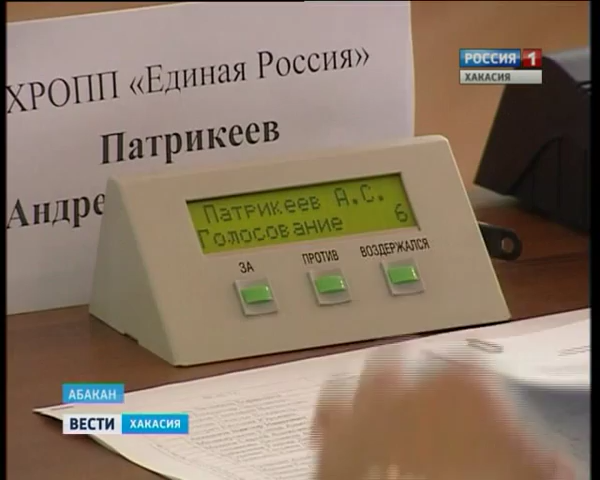 ХРОПП «Единая Россия»
Патрикеев
Андре
РОССИЯ 1
ХАКАСИЯ
Патрикеев А.С.
Голосование 6
ЗА ПРОТИВ ВОЗДЕРЖАЛСЯ
АБАКАН
ВЕСТИ ХАКАСИЯ